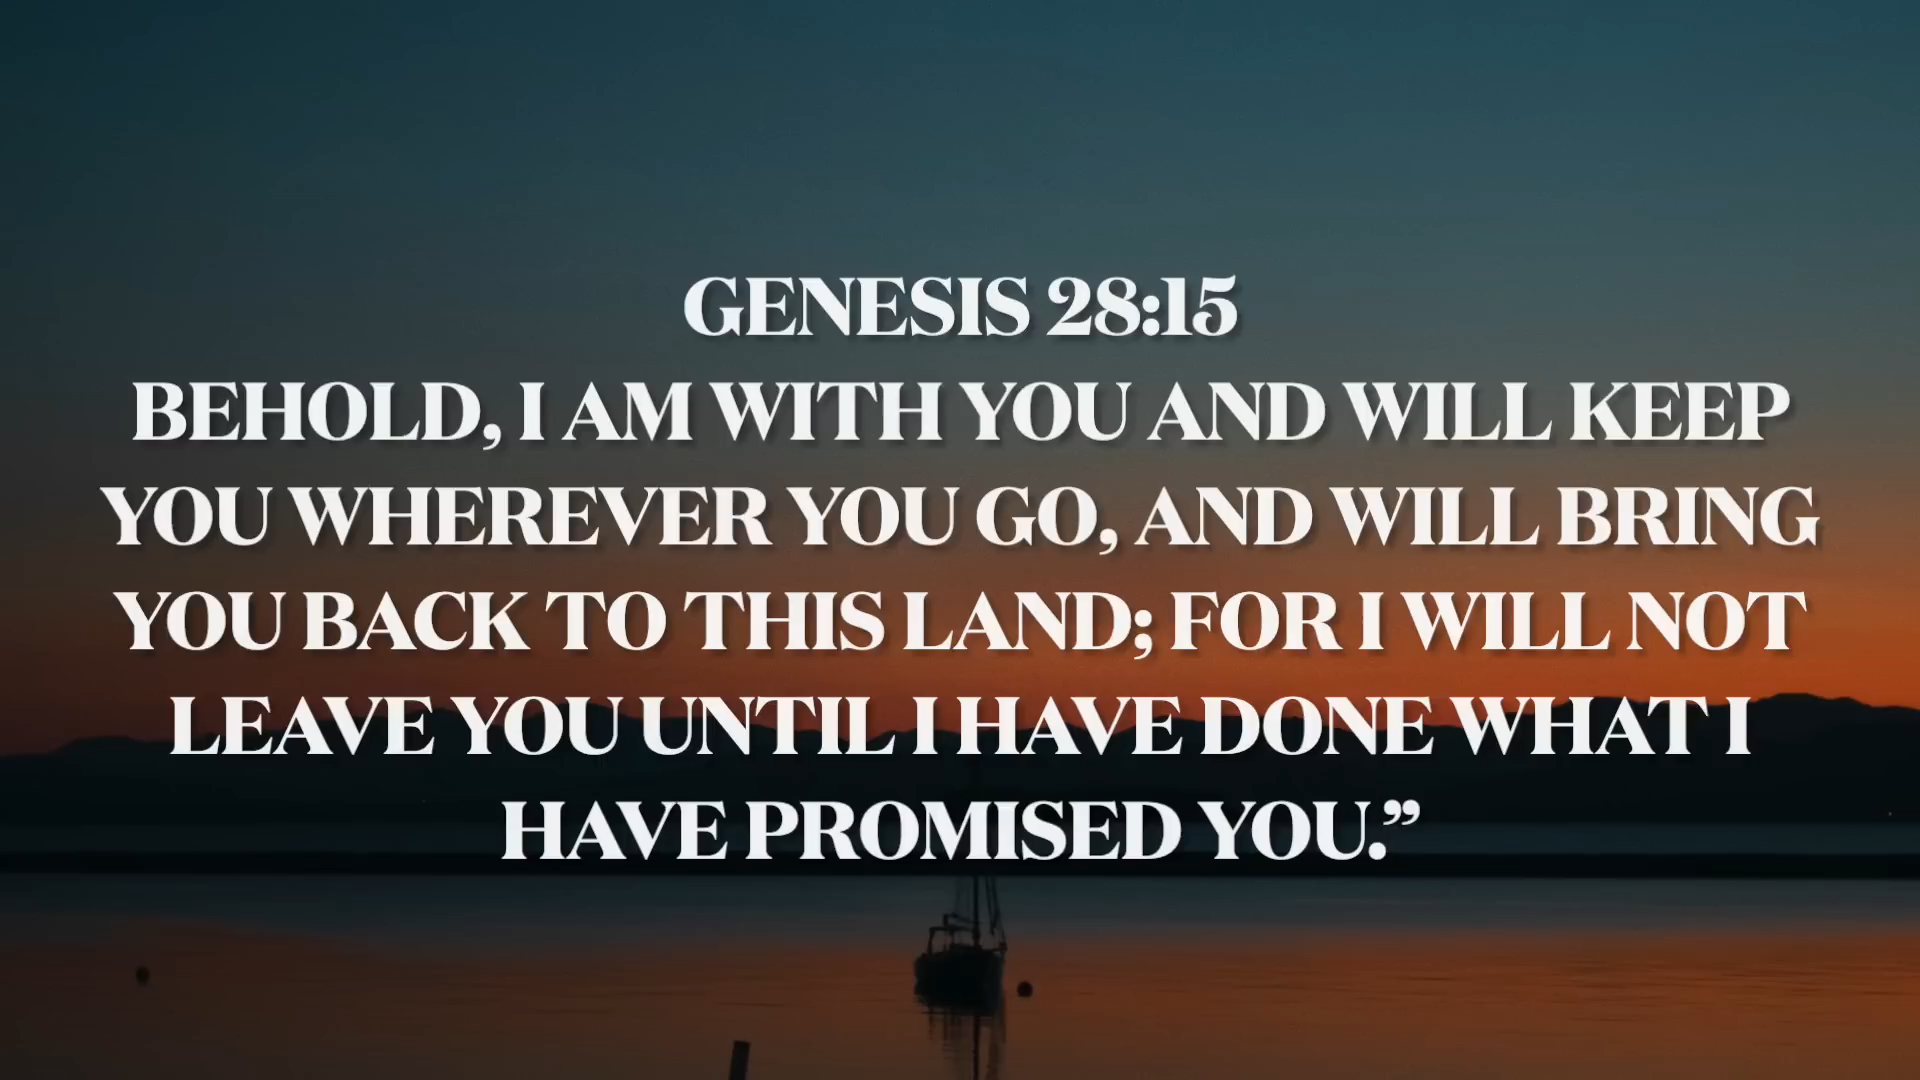 GENESIS 28:15
BEHOLD, I AM WITH YOU AND WILL KEEP
YOU WHEREVER YOU GO, AND WILL BRING
YOU BACK TO THIS LAND; FOR I WILL NOT
LEAVE YOU UNTIL I HAVE DONE WHAT I
HAVE PROMISED YOU.”